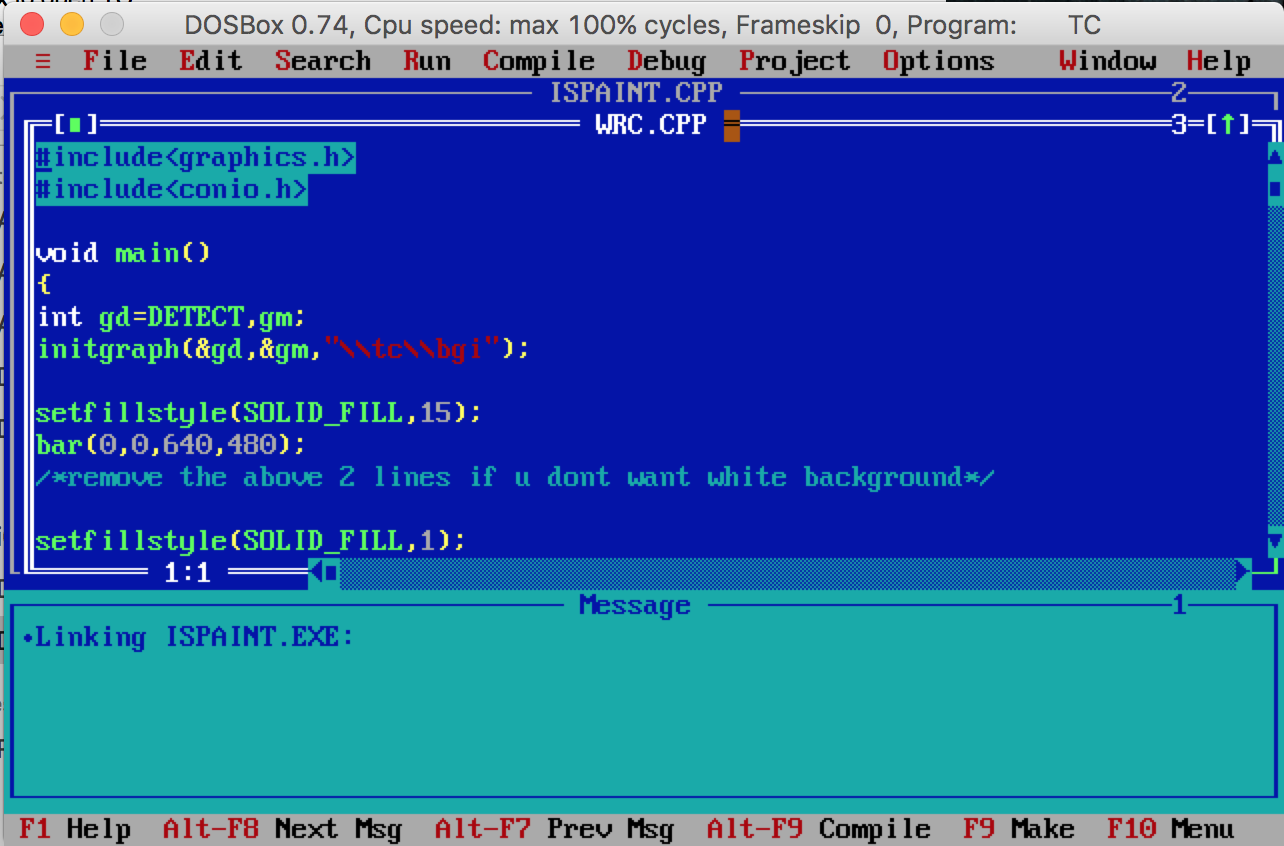 DOSBox 0.74, Cpu speed: max 100% cycles, Frameskip 0, Program: TC
≡ File Edit Search Run Compile Debug Project Options Window Help
ISPAINT.CPP 2
[■] WRC.CPP 3=[↑]
#include<graphics.h>
#include<conio.h>
void main()
{
int gd=DETECT,gm;
initgraph(&gd,&gm,"\\tc\\bgi");
setfillstyle(SOLID_FILL,15);
bar(0,0,640,480);
/*remove the above 2 lines if u dont want white background*/
setfillstyle(SOLID_FILL,1);
1:1
Message 1
•Linking ISPAINT.EXE:
F1 Help Alt-F8 Next Msg Alt-F7 Prev Msg Alt-F9 Compile F9 Make F10 Menu